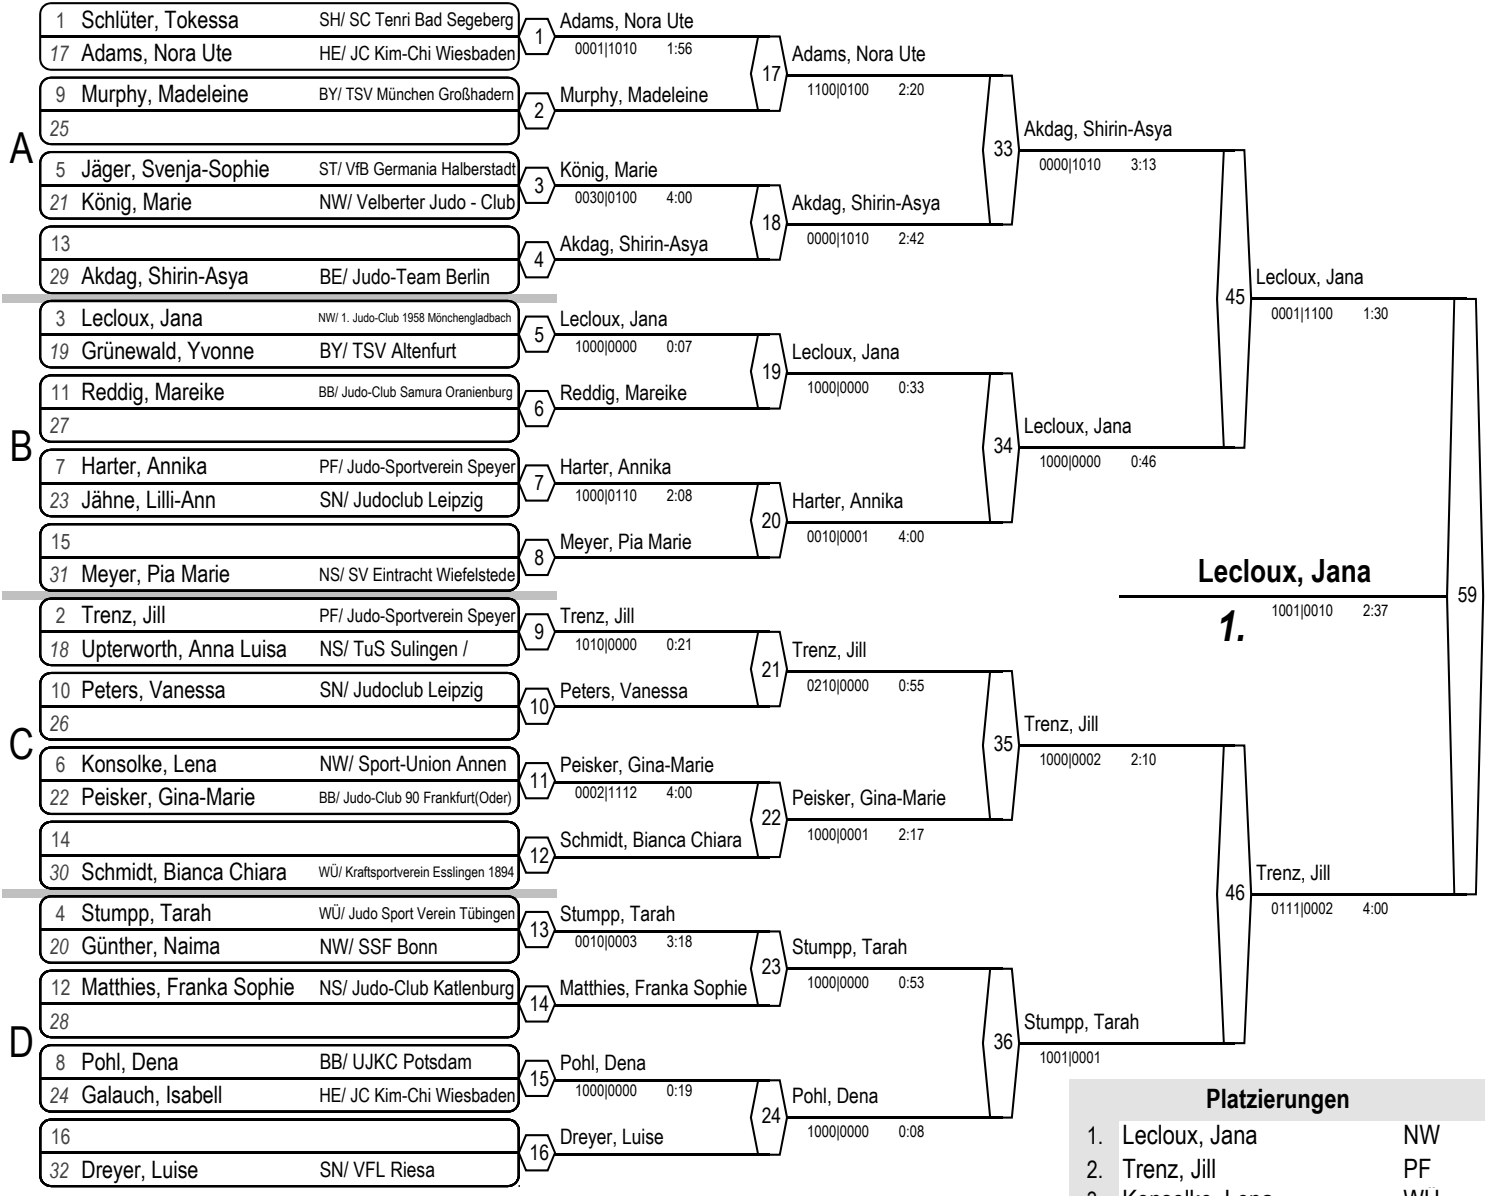 A
1 Schlüter, Tokessa SH/ SC Tenri Bad Segeberg
17 Adams, Nora Ute HE/ JC Kim-Chi Wiesbaden
9 Murphy, Madeleine BY/ TSV München Großhadern
25
5 Jäger, Svenja-Sophie ST/ VfB Germania Halberstadt
21 König, Marie NW/ Velberter Judo - Club
13
29 Akdag, Shirin-Asya BE/ Judo-Team Berlin
B
3 Lecloux, Jana NW/ 1. Judo-Club 1958 Mönchengladbach
19 Grünewald, Yvonne BY/ TSV Altenfurt
11 Reddig, Mareike BB/ Judo-Club Samura Oranienburg
27
7 Harter, Annika PF/ Judo-Sportverein Speyer
23 Jähne, Lilli-Ann SN/ Judoclub Leipzig
15
31 Meyer, Pia Marie NS/ SV Eintracht Wiefelstede
C
2 Trenz, Jill PF/ Judo-Sportverein Speyer
18 Upterworth, Anna Luisa NS/ TuS Sulingen /
10 Peters, Vanessa SN/ Judoclub Leipzig
26
6 Konsolke, Lena NW/ Sport-Union Annen
22 Peisker, Gina-Marie BB/ Judo-Club 90 Frankfurt(Oder)
14
30 Schmidt, Bianca Chiara WÜ/ Kraftsportverein Esslingen 1894
D
4 Stumpp, Tarah WÜ/ Judo Sport Verein Tübingen
20 Günther, Naima NW/ SSF Bonn
12 Matthies, Franka Sophie NS/ Judo-Club Katlenburg
28
8 Pohl, Dena BB/ UJKC Potsdam
24 Galauch, Isabell HE/ JC Kim-Chi Wiesbaden
16
32 Dreyer, Luise SN/ VFL Riesa
1 Adams, Nora Ute
0001|1010 1:56
2 Murphy, Madeleine
3 König, Marie
0030|0100 4:00
4 Akdag, Shirin-Asya
5 Lecloux, Jana
1000|0000 0:07
6 Reddig, Mareike
7 Harter, Annika
1000|0110 2:08
8 Meyer, Pia Marie
9 Trenz, Jill
1010|0000 0:21
10 Peters, Vanessa
11 Peisker, Gina-Marie
0002|1112 4:00
12 Schmidt, Bianca Chiara
13 Stumpp, Tarah
0010|0003 3:18
14 Matthies, Franka Sophie
15 Pohl, Dena
1000|0000 0:19
16 Dreyer, Luise
17 Adams, Nora Ute
1100|0100 2:20
18 Akdag, Shirin-Asya
0000|1010 2:42
19 Lecloux, Jana
1000|0000 0:33
20 Harter, Annika
0010|0001 4:00
21 Trenz, Jill
0210|0000 0:55
22 Peisker, Gina-Marie
1000|0001 2:17
23 Stumpp, Tarah
1000|0000 0:53
24 Pohl, Dena
1000|0000 0:08
33 Akdag, Shirin-Asya
0000|1010 3:13
34 Lecloux, Jana
1000|0000 0:46
35 Trenz, Jill
1000|0002 2:10
36 Stumpp, Tarah
1001|0001
45 Lecloux, Jana
0001|1100 1:30
46 Trenz, Jill
0111|0002 4:00
59 Lecloux, Jana
1. 1001|0010 2:37
Platzierungen
1. Lecloux, Jana NW
2. Trenz, Jill PF
3. Konsolke, Lena WÜ